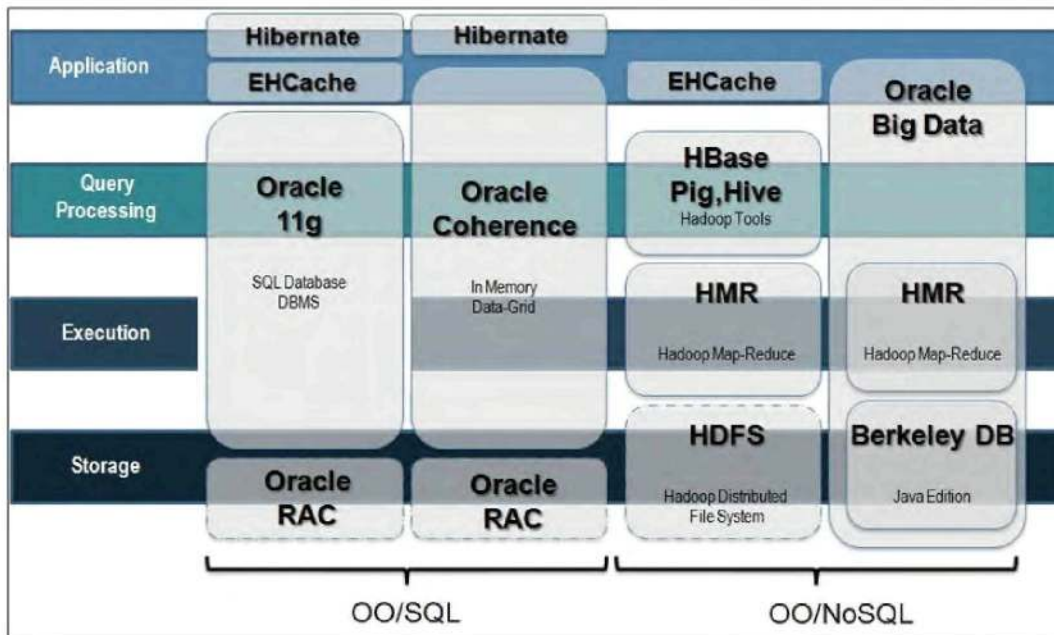 Application
Hibernate
EHCache
Hibernate
EHCache
Oracle
Big Data
Query
Processing
Oracle
11g
SQL Database
DBMS
Oracle
Coherence
In Memory
Data-Grid
HBase
Pig,Hive
Hadoop Tools
Execution
HMR
Hadoop Map-Reduce
HMR
Hadoop Map-Reduce
Storage
Oracle
RAC
Oracle
RAC
HDFS
Hadoop Distributed
File System
Berkeley DB
Java Edition
OO/SQL
OO/NoSQL